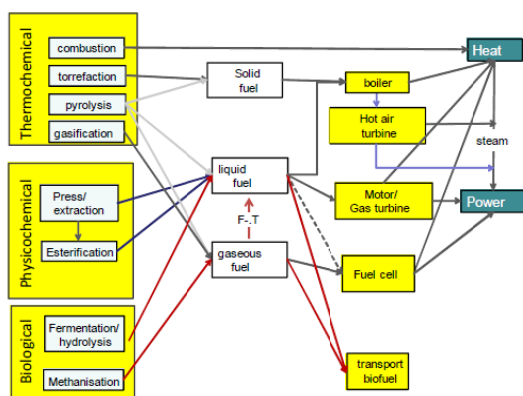 Thermochemical
combustion
torrefaction
pyrolysis
gasification
Physicochemical
Press/
extraction
Esterification
Biological
Fermentation/
hydrolysis
Methanisation
Solid
fuel
liquid
fuel
F-.T
gaseous
fuel
boiler
Hot air
turbine
Motor/
Gas turbine
Fuel cell
transport
biofuel
Heat
steam
Power